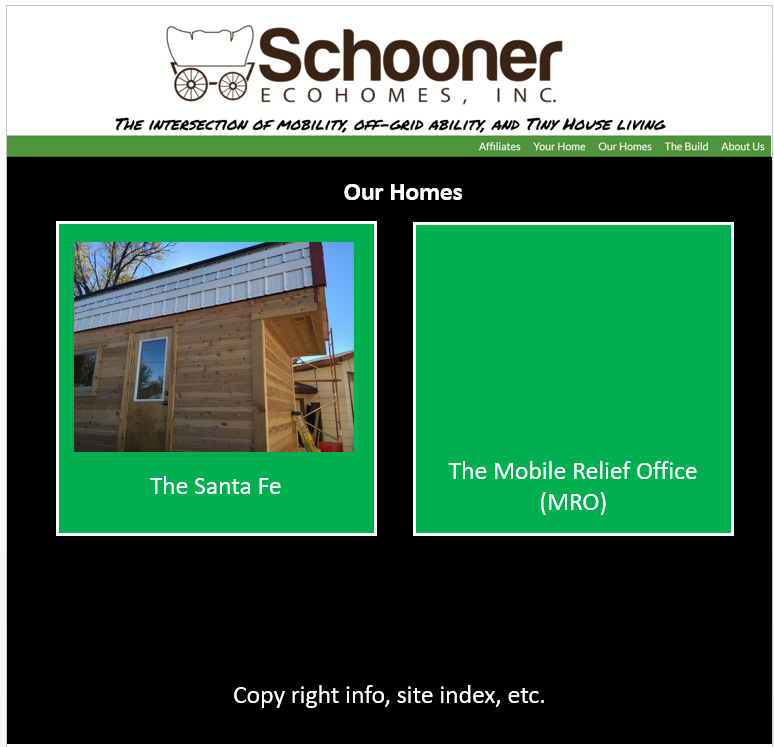 Schooner
ECOHOMES, INC.
The intersection of mobility, off-grid ability, and Tiny House living
Affiliates Your Home Our Homes The Build About Us
Our Homes
The Santa Fe
The Mobile Relief Office
(MRO)
Copy right info, site index, etc.